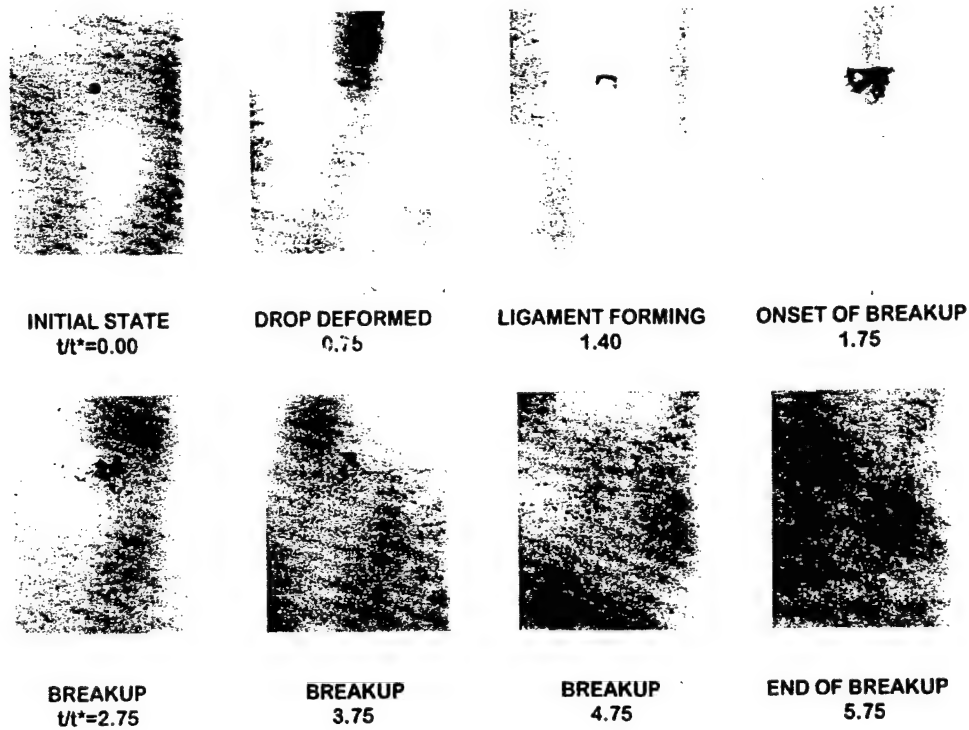 INITIAL STATE
t/t*=0.00
DROP DEFORMED
0.75
LIGAMENT FORMING
1.40
ONSET OF BREAKUP
1.75
BREAKUP
t/t*=2.75
BREAKUP
3.75
BREAKUP
4.75
END OF BREAKUP
5.75